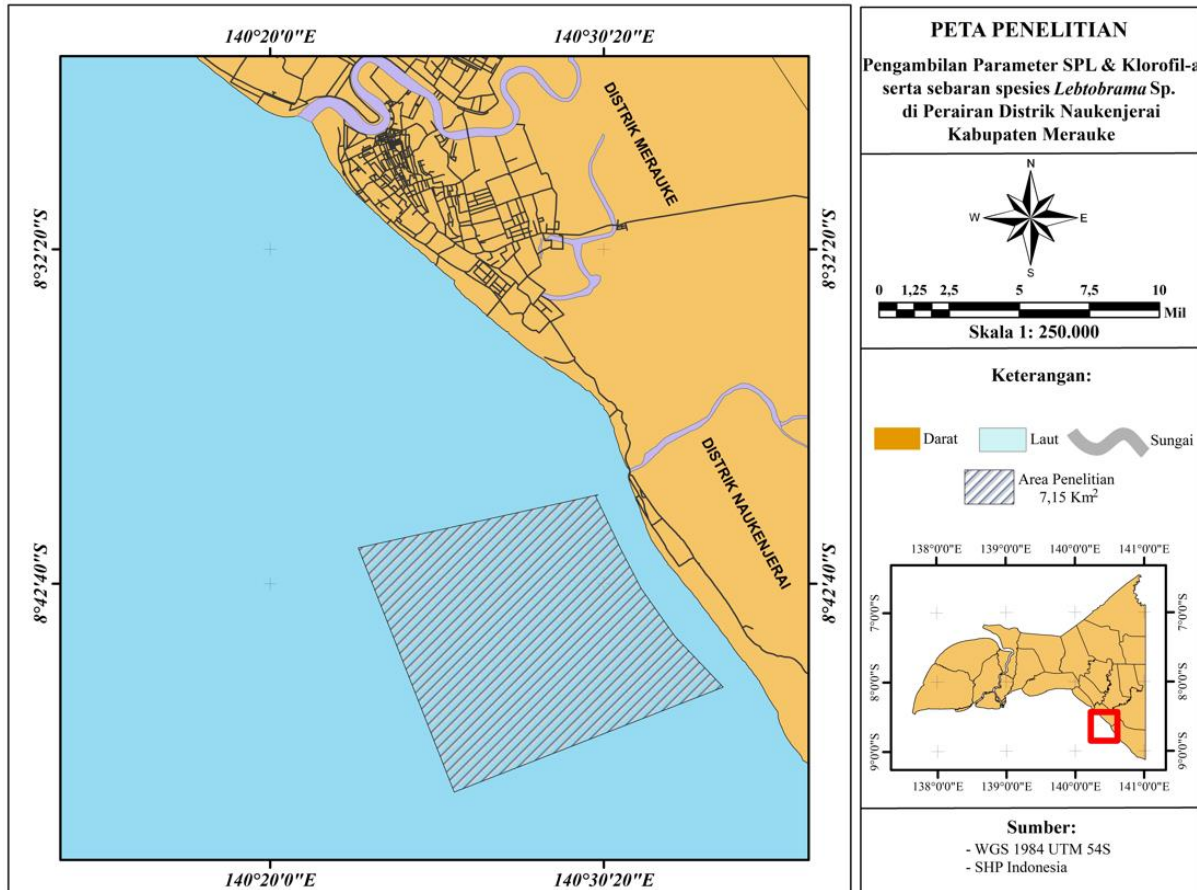 140°20'0"E
140°30'20"E
8°32'20"S
8°32'20"S
8°42'40"S
8°42'40"S
140°20'0"E
140°30'20"E
DISTRIK MERAUKE
DISTRIK NAUKENJERAI
PETA PENELITIAN
Pengambilan Parameter SPL & Klorofil-a
serta sebaran spesies Lebtobrama Sp.
di Perairan Distrik Naukenjerai
Kabupaten Merauke
N
W
E
S
0 1,25 2,5 5 7,5 10
Mil
Skala 1: 250.000
Keterangan:
Darat
Laut
Sungai
Area Penelitian
7,15 Km²
138°0'0"E 139°0'0"E 140°0'0"E 141°0'0"E
7°0'0"S
7°0'0"S
8°0'0"S
8°0'0"S
9°0'0"S
9°0'0"S
138°0'0"E 139°0'0"E 140°0'0"E 141°0'0"E
Sumber:
- WGS 1984 UTM 54S
- SHP Indonesia